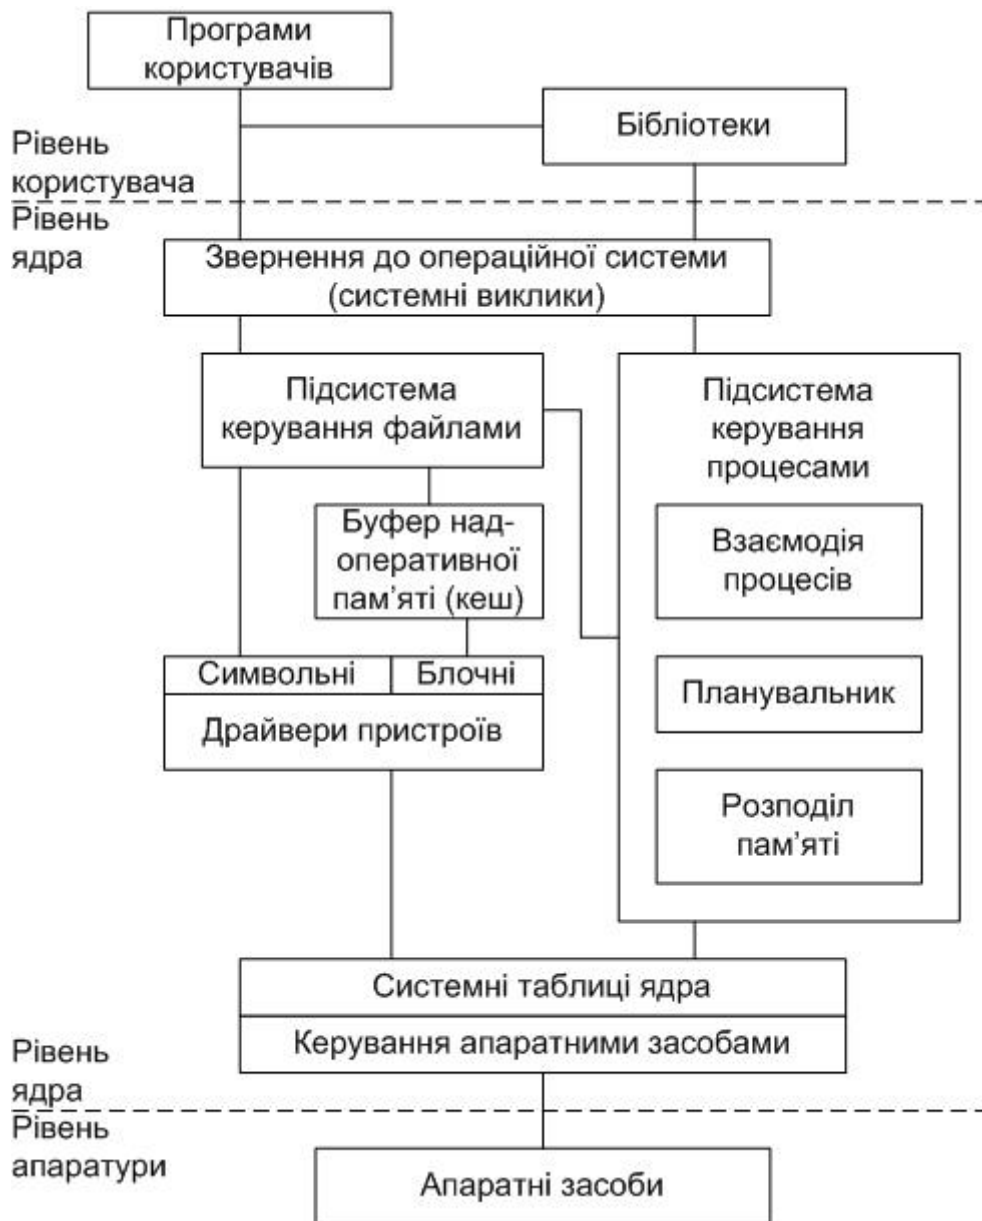 Програми
користувачів
Бібліотеки
Рівень
користувача
Рівень
ядра
Звернення до операційної системи
(системні виклики)
Підсистема
керування файлами
Підсистема
керування
процесами
Буфер над-
оперативної
пам’яті (кеш)
Взаємодія
процесів
Символьні
Блочні
Драйвери пристроїв
Планувальник
Розподіл
пам’яті
Системні таблиці ядра
Керування апаратними засобами
Рівень
ядра
Рівень
апаратури
Апаратні засоби